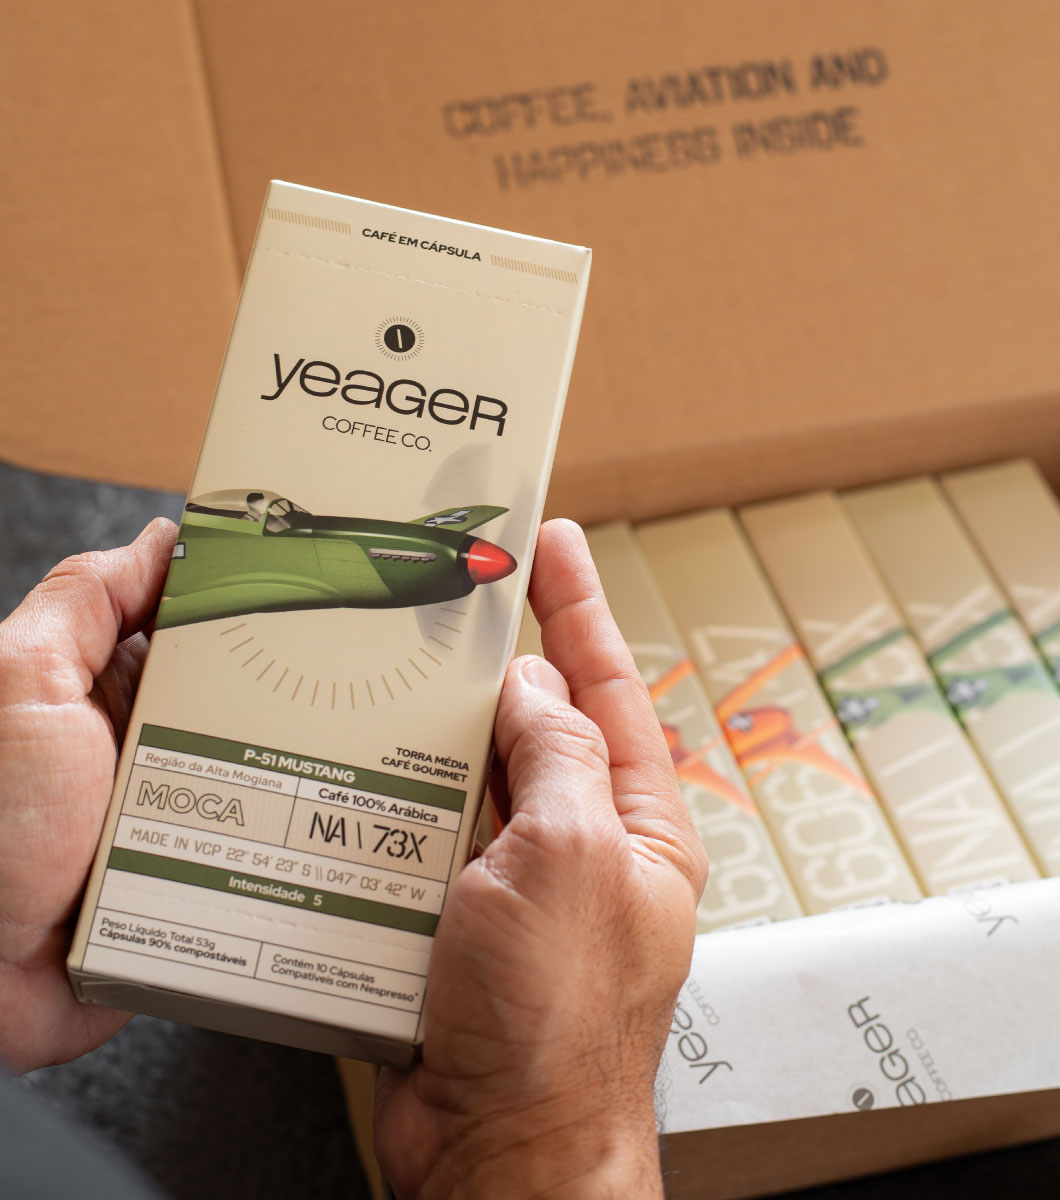 COFFEE, AVIATION AND
HAPPINESS INSIDE
CAFÉ EM CÁPSULA
yeager
COFFEE CO.
TORRA MÉDIA
CAFÉ GOURMET
P-51 MUSTANG
Região da Alta Mogiana
MOCA
Café 100% Arábica
NA \ 73X
MADE IN VCP 22° 54' 23" S \\ 047° 03' 42" W
Intensidade 5
Peso Líquido Total 53g
Cápsulas 90% compostáveis
Contém 10 Cápsulas
Compatíveis com Nespresso*
yeager
COFFEE CO.